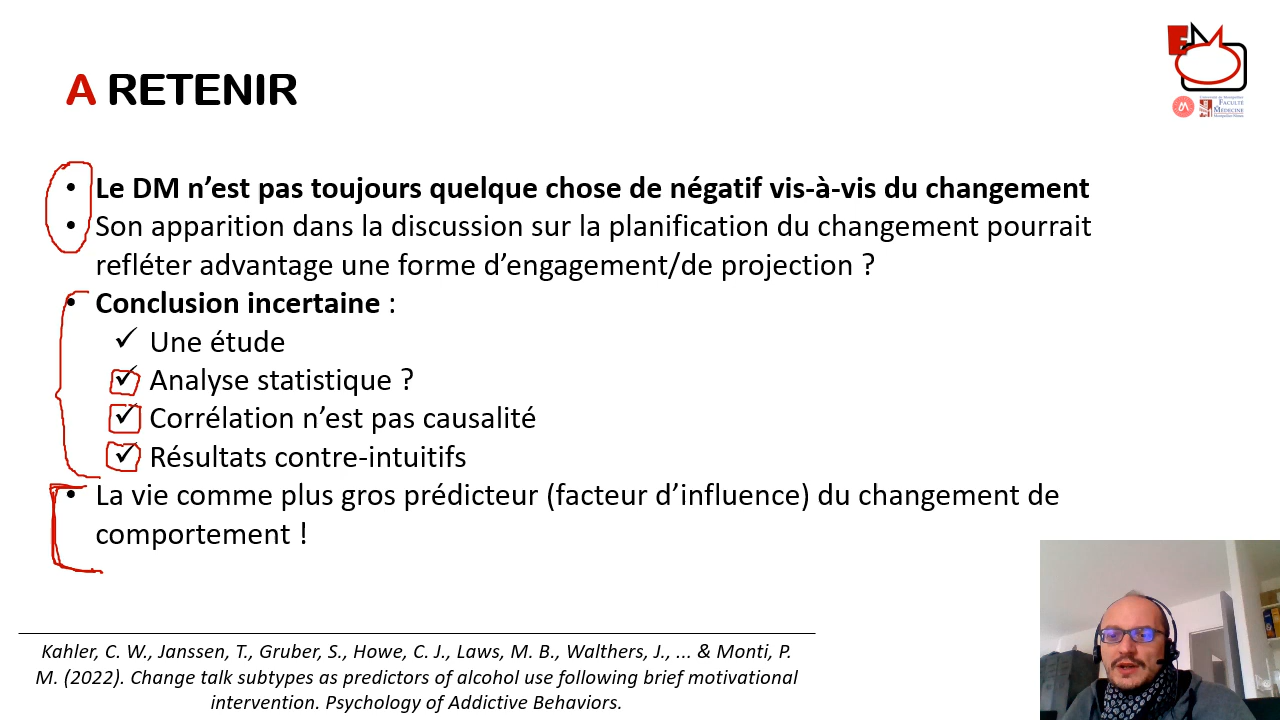 A RETENIR
FACULTÉ
MÉDECINE
• Le DM n’est pas toujours quelque chose de négatif vis-à-vis du changement
• Son apparition dans la discussion sur la planification du changement pourrait
refléter advantage une forme d’engagement/de projection ?
• Conclusion incertaine :
✓ Une étude
✓ Analyse statistique ?
✓ Corrélation n’est pas causalité
✓ Résultats contre-intuitifs
• La vie comme plus gros prédicteur (facteur d’influence) du changement de
comportement !
Kahler, C. W., Janssen, T., Gruber, S., Howe, C. J., Laws, M. B., Walthers, J., ... & Monti, P.
M. (2022). Change talk subtypes as predictors of alcohol use following brief motivational
intervention. Psychology of Addictive Behaviors.